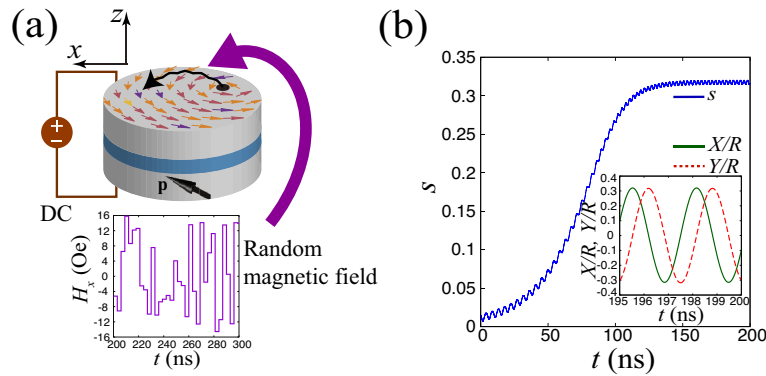 (a)
z
x
+
−
DC
p
Random
magnetic field
H_x (Oe)
16
12
8
4
0
-4
-8
-12
-16
200 220 240 260 280 300
t (ns)
(b)
s
0.35
0.3
0.25
0.2
0.15
0.1
0.05
0
0 50 100 150 200
t (ns)
s
X/R
Y/R
X/R, Y/R
0.4
0.3
0.2
0.1
0
-0.1
-0.2
-0.3
-0.4
195 196 197 198 199 200
t (ns)